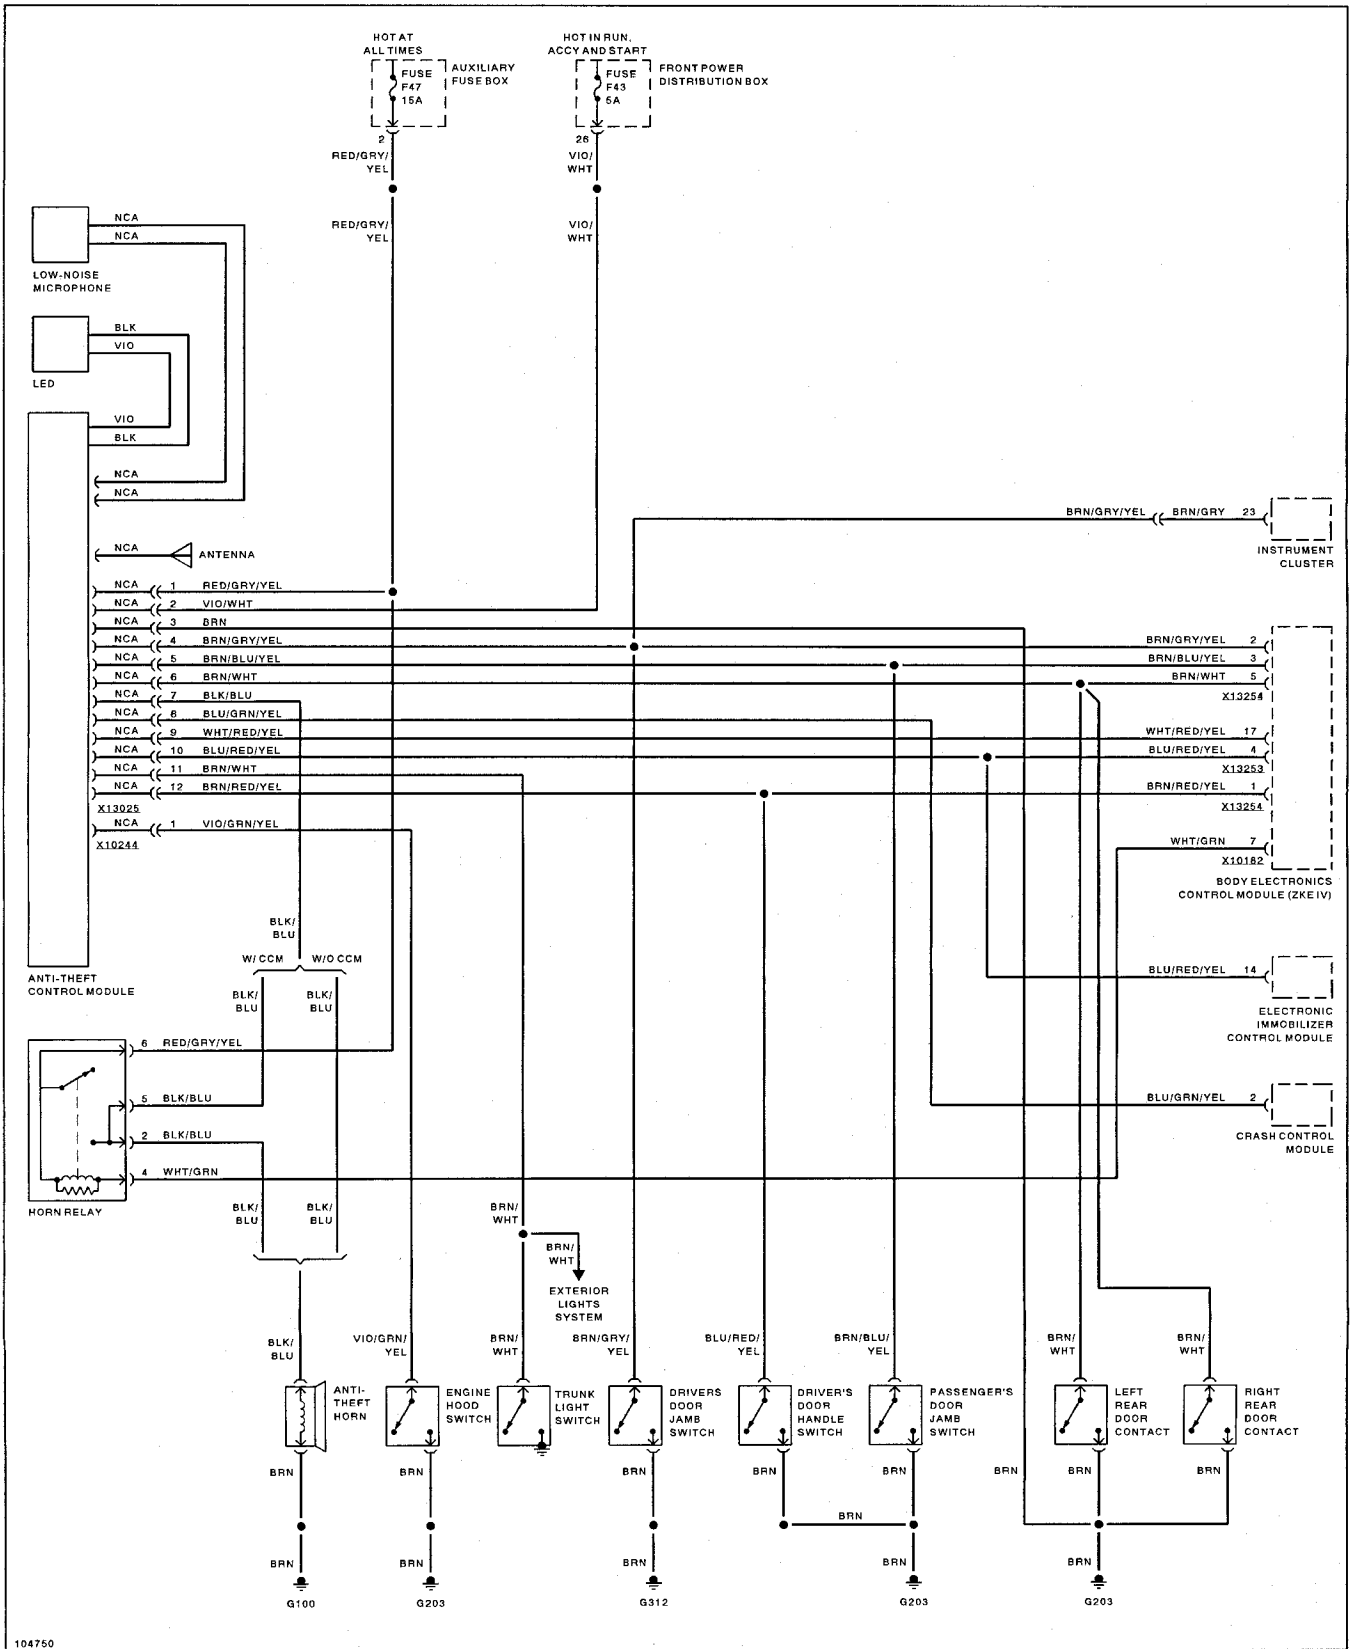 HOT AT
ALL TIMES
HOT IN RUN,
ACCY AND START
FUSE
F47
15A
AUXILIARY
FUSE BOX
FUSE
F43
5A
FRONT POWER
DISTRIBUTION BOX
2
26
RED/GRY/
YEL
VIO/
WHT
RED/GRY/
YEL
VIO/
WHT
NCA
NCA
LOW-NOISE
MICROPHONE
BLK
VIO
LED
VIO
BLK
NCA
NCA
NCA
ANTENNA
BRN/GRY/YEL BRN/GRY 23
INSTRUMENT
CLUSTER
NCA 1 RED/GRY/YEL
NCA 2 VIO/WHT
NCA 3 BRN
NCA 4 BRN/GRY/YEL
BRN/GRY/YEL 2
NCA 5 BRN/BLU/YEL
BRN/BLU/YEL 3
NCA 6 BRN/WHT
BRN/WHT 5
NCA 7 BLK/BLU
X13254
NCA 8 BLU/GRN/YEL
NCA 9 WHT/RED/YEL
WHT/RED/YEL 17
NCA 10 BLU/RED/YEL
BLU/RED/YEL 4
NCA 11 BRN/WHT
X13253
NCA 12 BRN/RED/YEL
BRN/RED/YEL 1
X13025
X13254
NCA 1 VIO/GRN/YEL
X10244
WHT/GRN 7
X10182
BODY ELECTRONICS
CONTROL MODULE (ZKE IV)
BLK/
BLU
W/ CCM
W/O CCM
ANTI-THEFT
CONTROL MODULE
BLK/
BLU
BLK/
BLU
BLU/RED/YEL 14
ELECTRONIC
IMMOBILIZER
CONTROL MODULE
6 RED/GRY/YEL
5 BLK/BLU
BLU/GRN/YEL 2
CRASH CONTROL
MODULE
2 BLK/BLU
4 WHT/GRN
HORN RELAY
BLK/
BLU
BLK/
BLU
BRN/
WHT
BRN/
WHT
EXTERIOR
LIGHTS
SYSTEM
BLK/
BLU
VIO/GRN/
YEL
BRN/
WHT
BRN/GRY/
YEL
BLU/RED/
YEL
BRN/BLU/
YEL
BRN/
WHT
BRN/
WHT
ANTI-
THEFT
HORN
ENGINE
HOOD
SWITCH
TRUNK
LIGHT
SWITCH
DRIVERS
DOOR
JAMB
SWITCH
DRIVER'S
DOOR
HANDLE
SWITCH
PASSENGER'S
DOOR
JAMB
SWITCH
LEFT
REAR
DOOR
CONTACT
RIGHT
REAR
DOOR
CONTACT
BRN
BRN
BRN
BRN
BRN
BRN
BRN
BRN
BRN
BRN
BRN
BRN
BRN
BRN
G100
G203
G312
G203
G203
104750